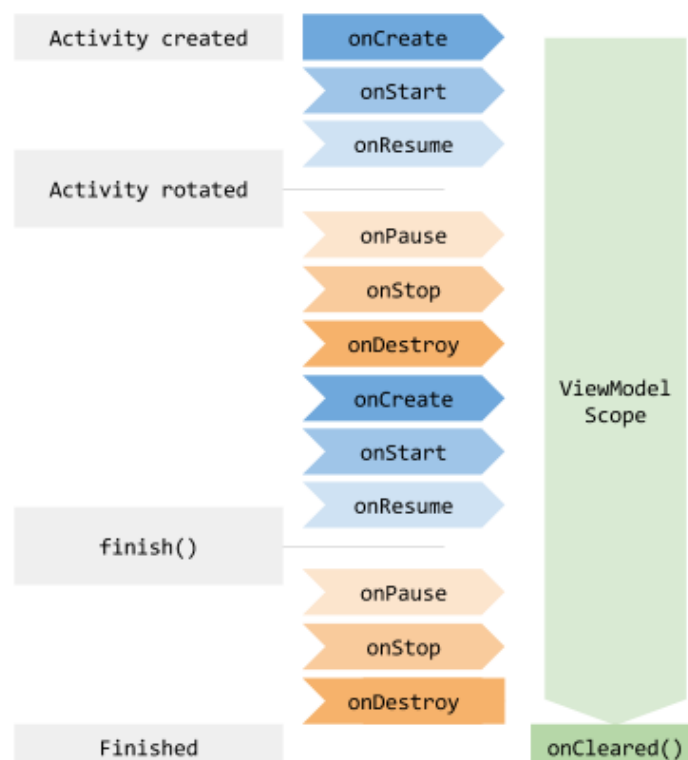 Activity created
onCreate
onStart
onResume
Activity rotated
onPause
onStop
onDestroy
onCreate
ViewModel
Scope
onStart
onResume
finish()
onPause
onStop
onDestroy
Finished
onCleared()